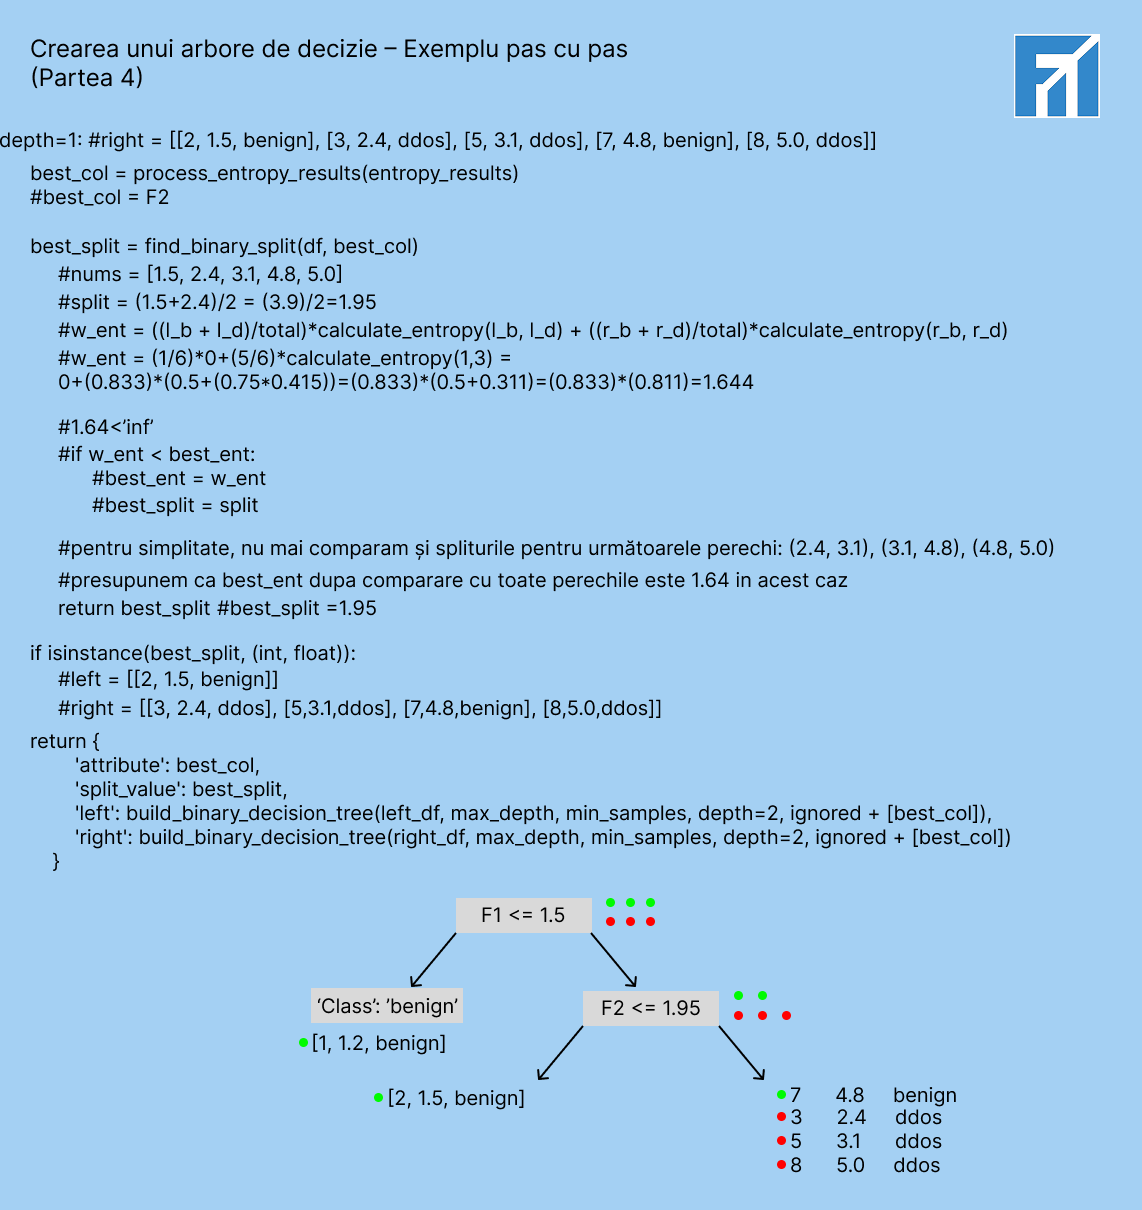 Crearea unui arbore de decizie – Exemplu pas cu pas
(Partea 4)
depth=1: #right = [[2, 1.5, benign], [3, 2.4, ddos], [5, 3.1, ddos], [7, 4.8, benign], [8, 5.0, ddos]]
best_col = process_entropy_results(entropy_results)
#best_col = F2
best_split = find_binary_split(df, best_col)
#nums = [1.5, 2.4, 3.1, 4.8, 5.0]
#split = (1.5+2.4)/2 = (3.9)/2=1.95
#w_ent = ((l_b + l_d)/total)*calculate_entropy(l_b, l_d) + ((r_b + r_d)/total)*calculate_entropy(r_b, r_d)
#w_ent = (1/6)*0+(5/6)*calculate_entropy(1,3) =
0+(0.833)*(0.5+(0.75*0.415))=(0.833)*(0.5+0.311)=(0.833)*(0.811)=1.644
#1.64<’inf’
#if w_ent < best_ent:
#best_ent = w_ent
#best_split = split
#pentru simplitate, nu mai comparam și spliturile pentru următoarele perechi: (2.4, 3.1), (3.1, 4.8), (4.8, 5.0)
#presupunem ca best_ent dupa comparare cu toate perechile este 1.64 in acest caz
return best_split #best_split =1.95
if isinstance(best_split, (int, float)):
#left = [[2, 1.5, benign]]
#right = [[3, 2.4, ddos], [5,3.1,ddos], [7,4.8,benign], [8,5.0,ddos]]
return {
'attribute': best_col,
'split_value': best_split,
'left': build_binary_decision_tree(left_df, max_depth, min_samples, depth=2, ignored + [best_col]),
'right': build_binary_decision_tree(right_df, max_depth, min_samples, depth=2, ignored + [best_col])
}
F1 <= 1.5
‘Class’: ’benign’
F2 <= 1.95
[1, 1.2, benign]
[2, 1.5, benign]
7 4.8 benign
3 2.4 ddos
5 3.1 ddos
8 5.0 ddos